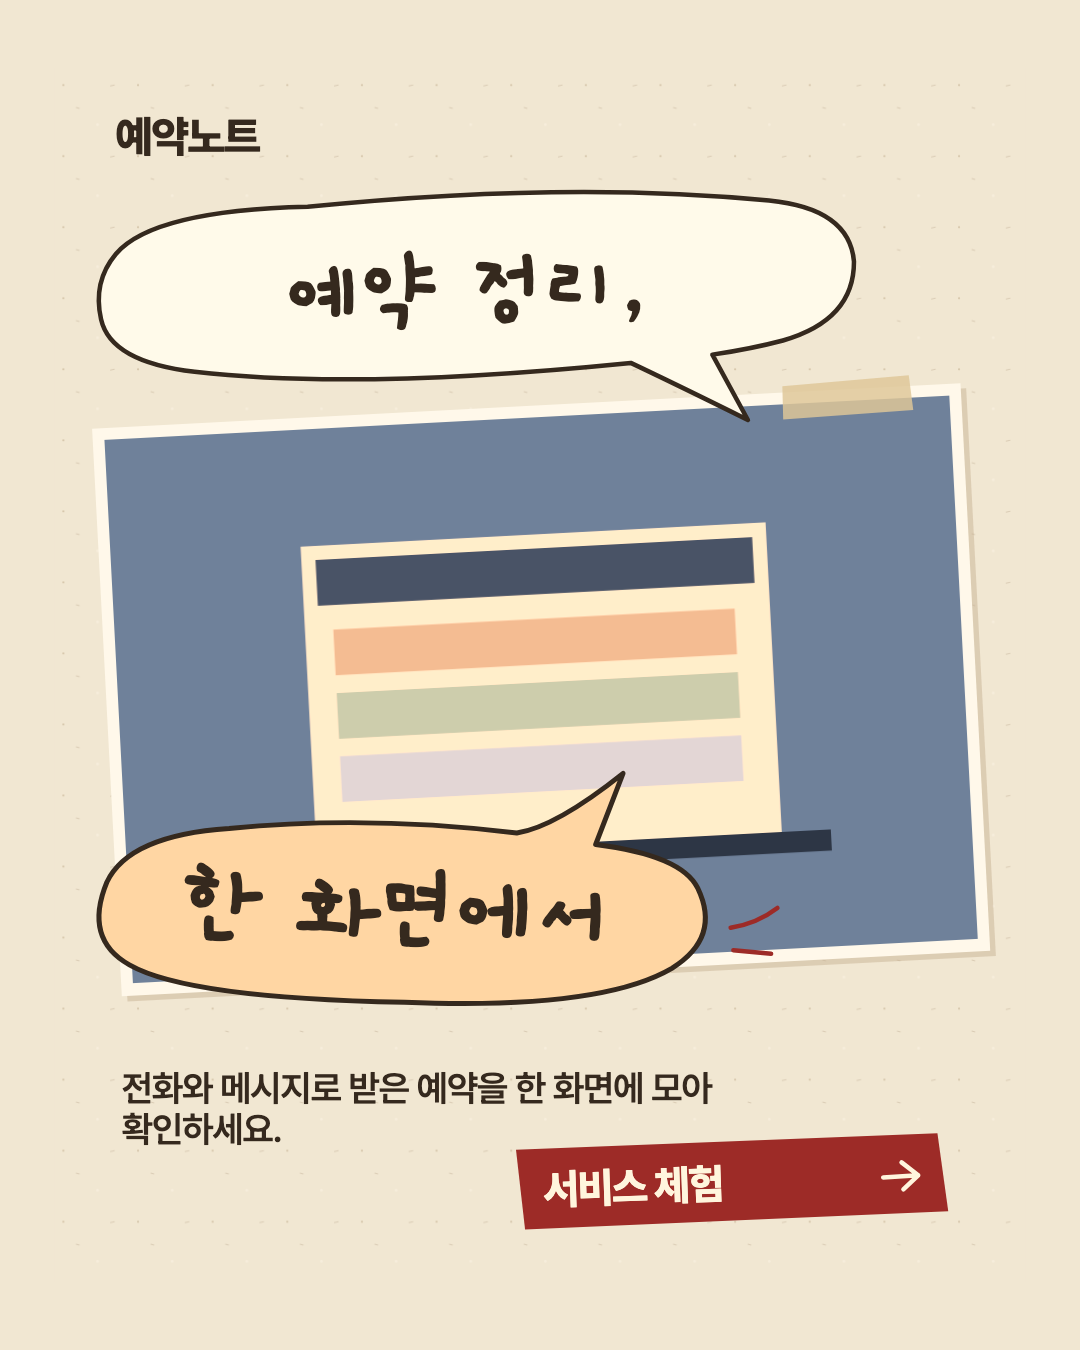 예약노트
예약 정리,
한 화면에서
전화와 메시지로 받은 예약을 한 화면에 모아
확인하세요.
서비스 체험